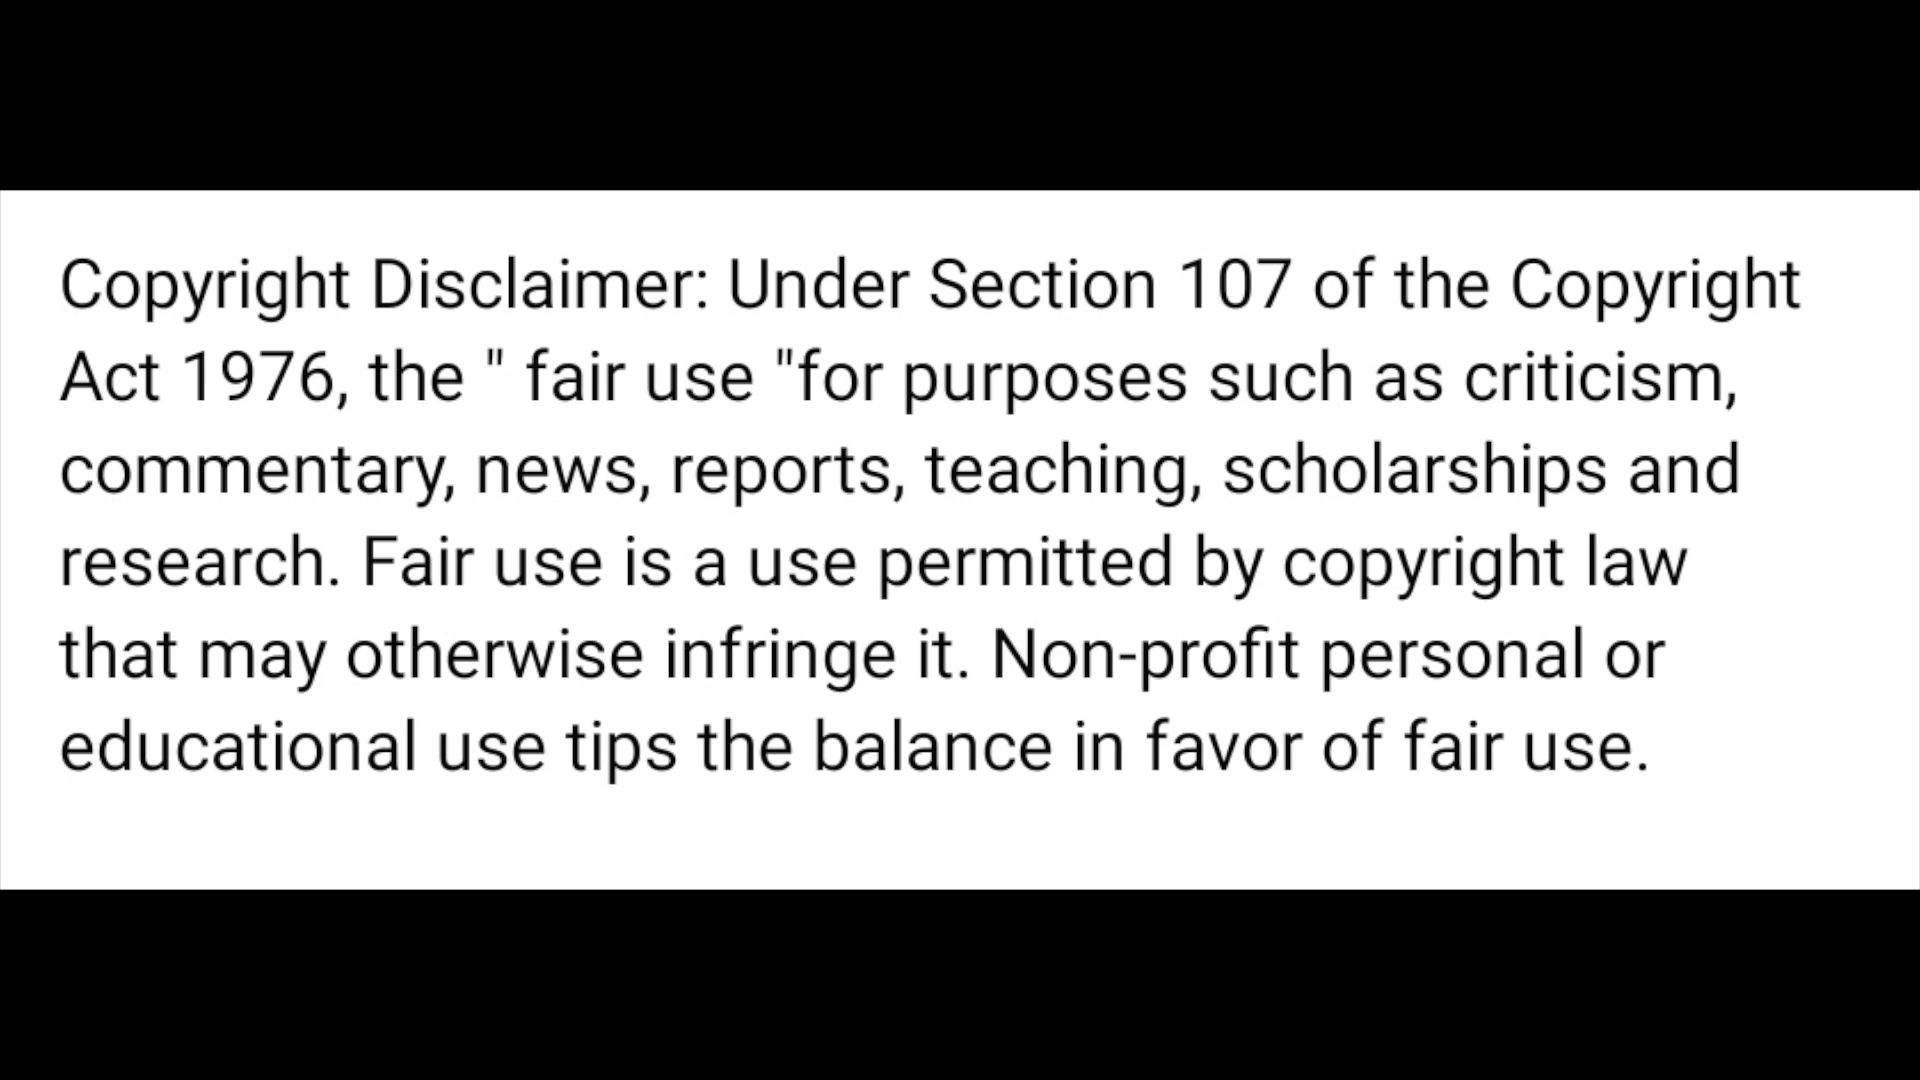 Copyright Disclaimer: Under Section 107 of the Copyright
Act 1976, the " fair use "for purposes such as criticism,
commentary, news, reports, teaching, scholarships and
research. Fair use is a use permitted by copyright law
that may otherwise infringe it. Non-profit personal or
educational use tips the balance in favor of fair use.